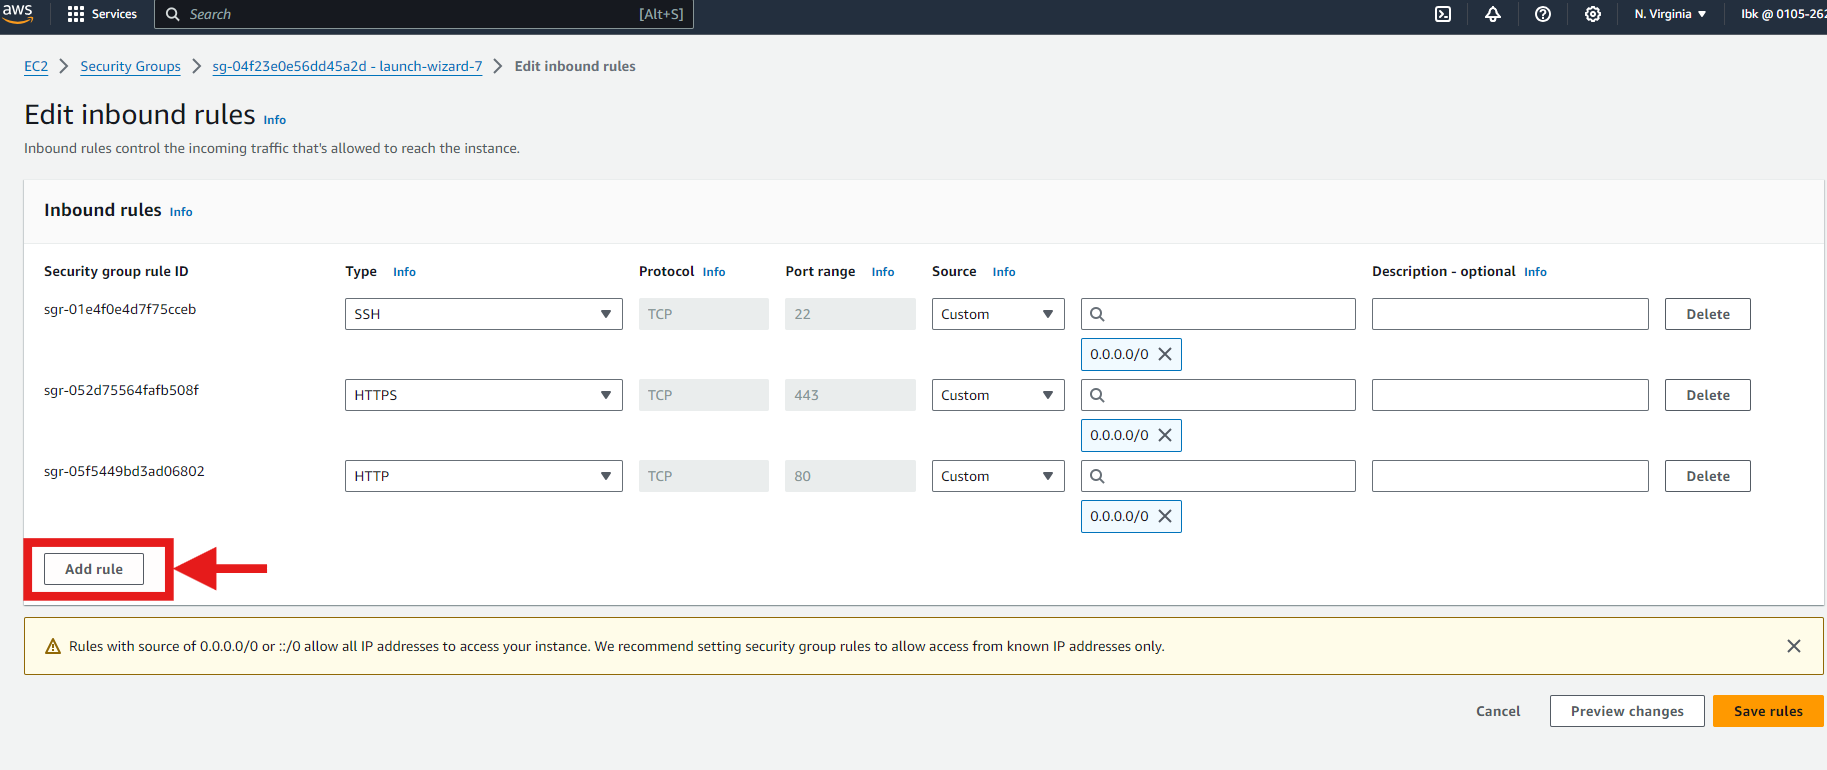 aws Services Search [Alt+S] N. Virginia Ibk @ 0105-262
EC2 Security Groups sg-04f23e0e56dd45a2d - launch-wizard-7 Edit inbound rules
Edit inbound rules Info
Inbound rules control the incoming traffic that's allowed to reach the instance.
Inbound rules Info
Security group rule ID Type Info Protocol Info Port range Info Source Info Description - optional Info
sgr-01e4f0e4d7f75cceb SSH TCP 22 Custom Delete
0.0.0.0/0
sgr-052d75564fafb508f HTTPS TCP 443 Custom Delete
0.0.0.0/0
sgr-05f5449bd3ad06802 HTTP TCP 80 Custom Delete
0.0.0.0/0
Add rule
Rules with source of 0.0.0.0/0 or ::/0 allow all IP addresses to access your instance. We recommend setting security group rules to allow access from known IP addresses only.
Cancel Preview changes Save rules